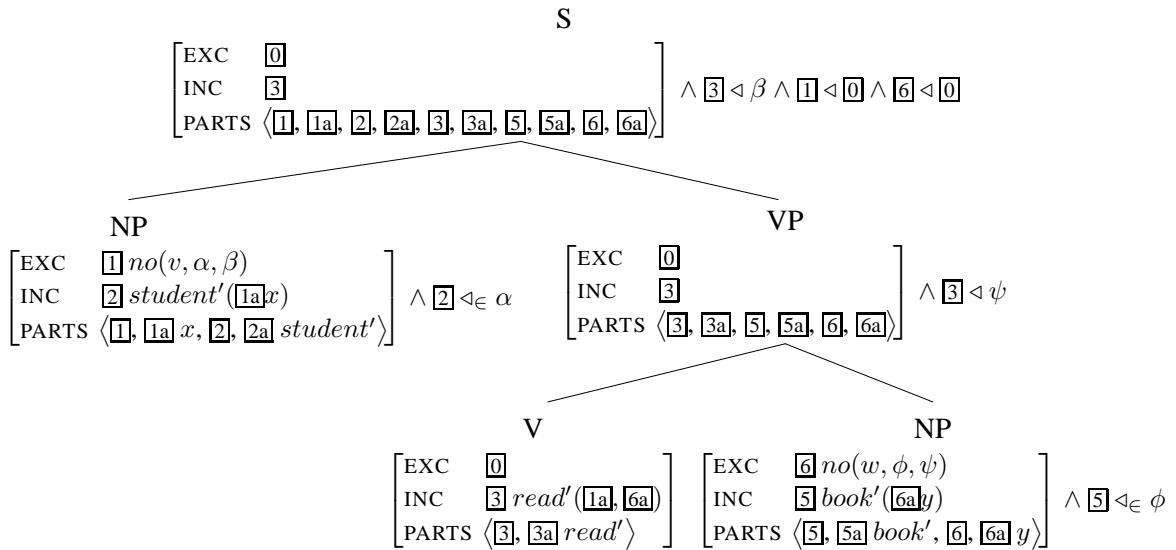 S
[EXC [0]
INC [3]
PARTS ⟨[1], [1a], [2], [2a], [3], [3a], [5], [5a], [6], [6a]⟩] ∧ [3] ◁ β ∧ [1] ◁ [0] ∧ [6] ◁ [0]
NP
[EXC [1] no(v, α, β)
INC [2] student′([1a]x)
PARTS ⟨[1], [1a] x, [2], [2a] student′⟩] ∧ [2] ◁∈ α
VP
[EXC [0]
INC [3]
PARTS ⟨[3], [3a], [5], [5a], [6], [6a]⟩] ∧ [3] ◁ ψ
V
[EXC [0]
INC [3] read′([1a], [6a])
PARTS ⟨[3], [3a] read′⟩]
NP
[EXC [6] no(w, φ, ψ)
INC [5] book′([6a]y)
PARTS ⟨[5], [5a] book′, [6], [6a] y⟩] ∧ [5] ◁∈ φ